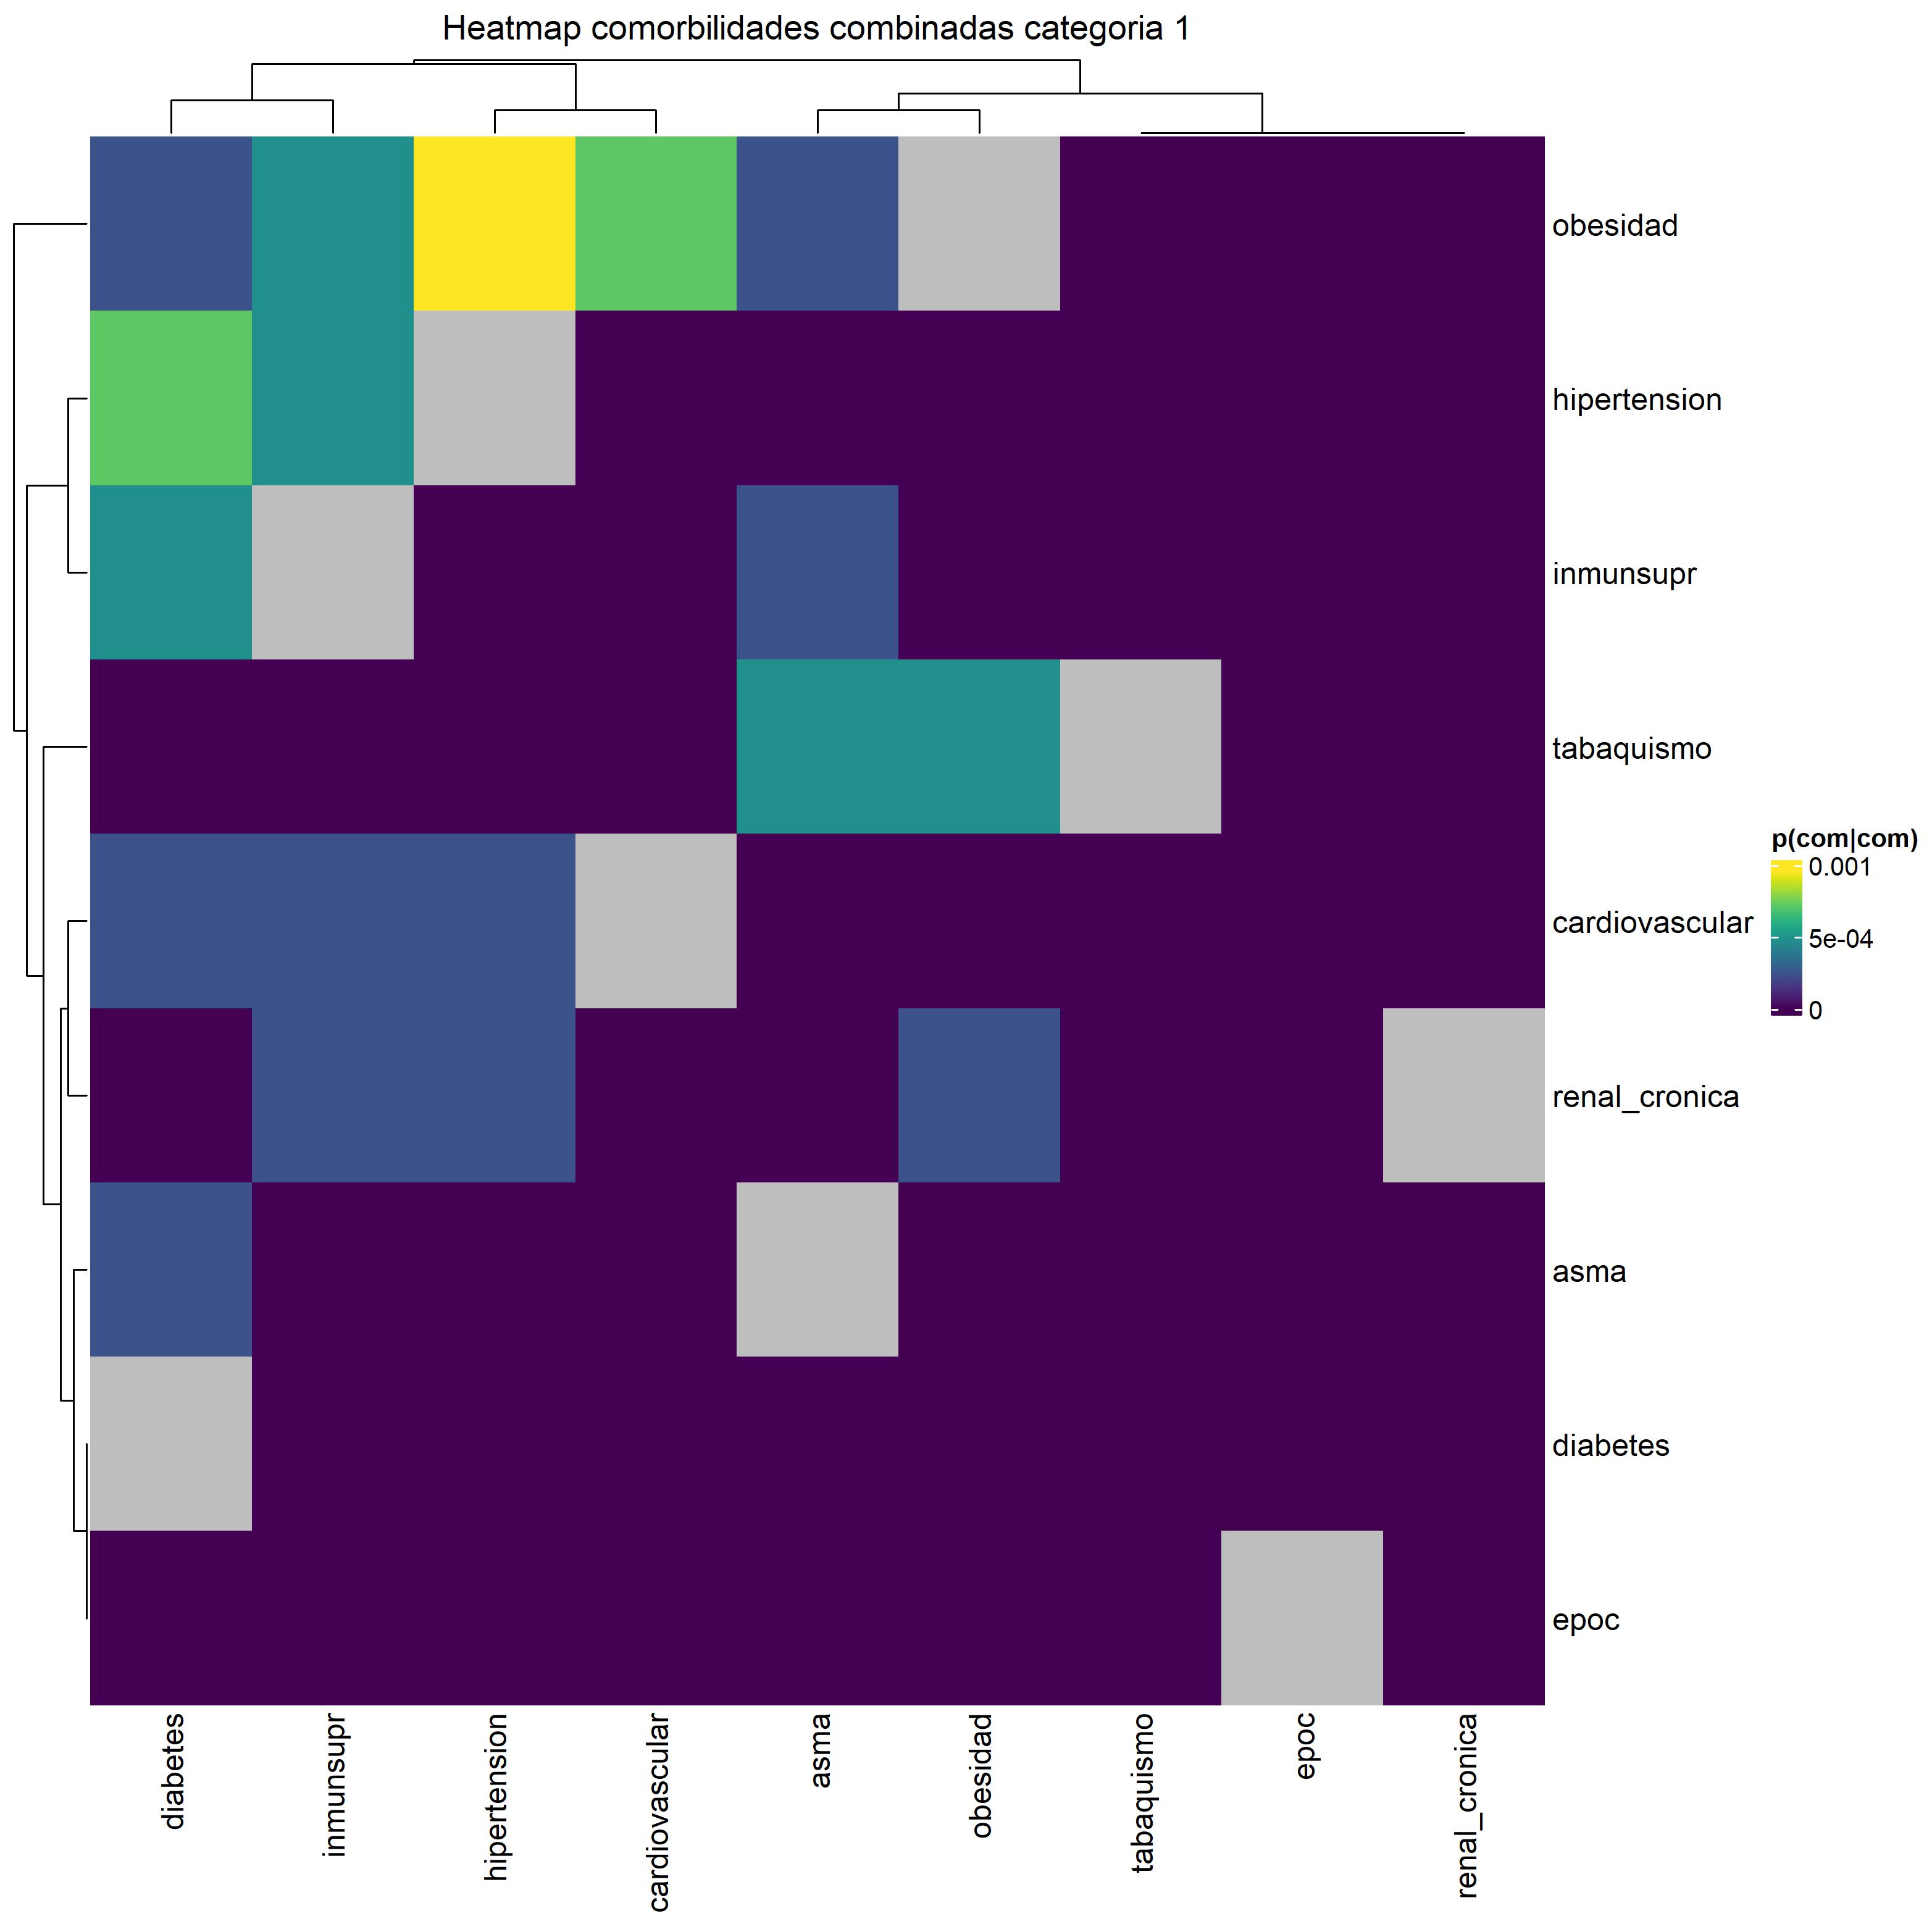 Heatmap comorbilidades combinadas categoria 1
obesidad
hipertension
inmunsupr
tabaquismo
cardiovascular
renal_cronica
asma
diabetes
epoc
p(com|com)
0.001
5e-04
0
diabetes
inmunsupr
hipertension
cardiovascular
asma
obesidad
tabaquismo
epoc
renal_cronica